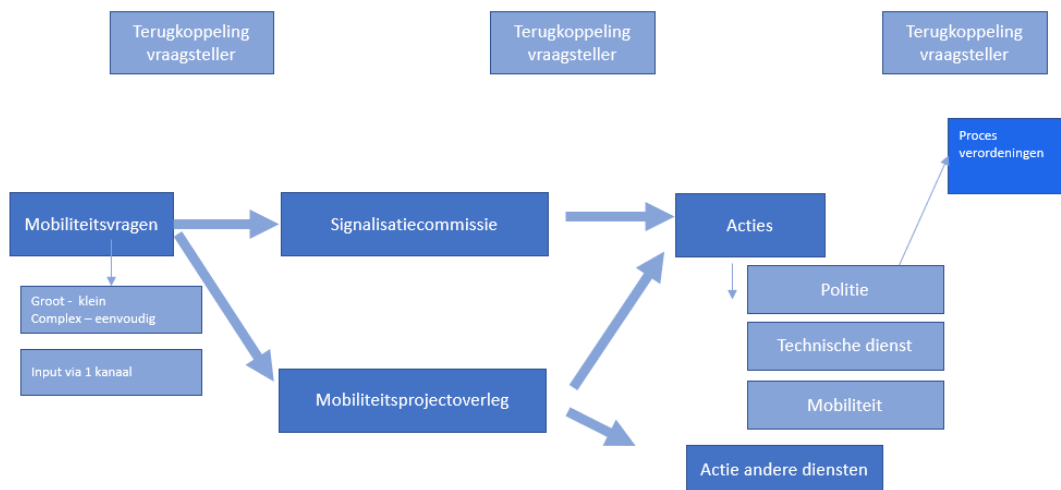 Terugkoppeling
vraagsteller
Terugkoppeling
vraagsteller
Terugkoppeling
vraagsteller
Proces
verordeningen
Mobiliteitsvragen
Signalisatiecommissie
Acties
Groot - klein
Complex – eenvoudig
Input via 1 kanaal
Politie
Technische dienst
Mobiliteit
Mobiliteitsprojectoverleg
Actie andere diensten